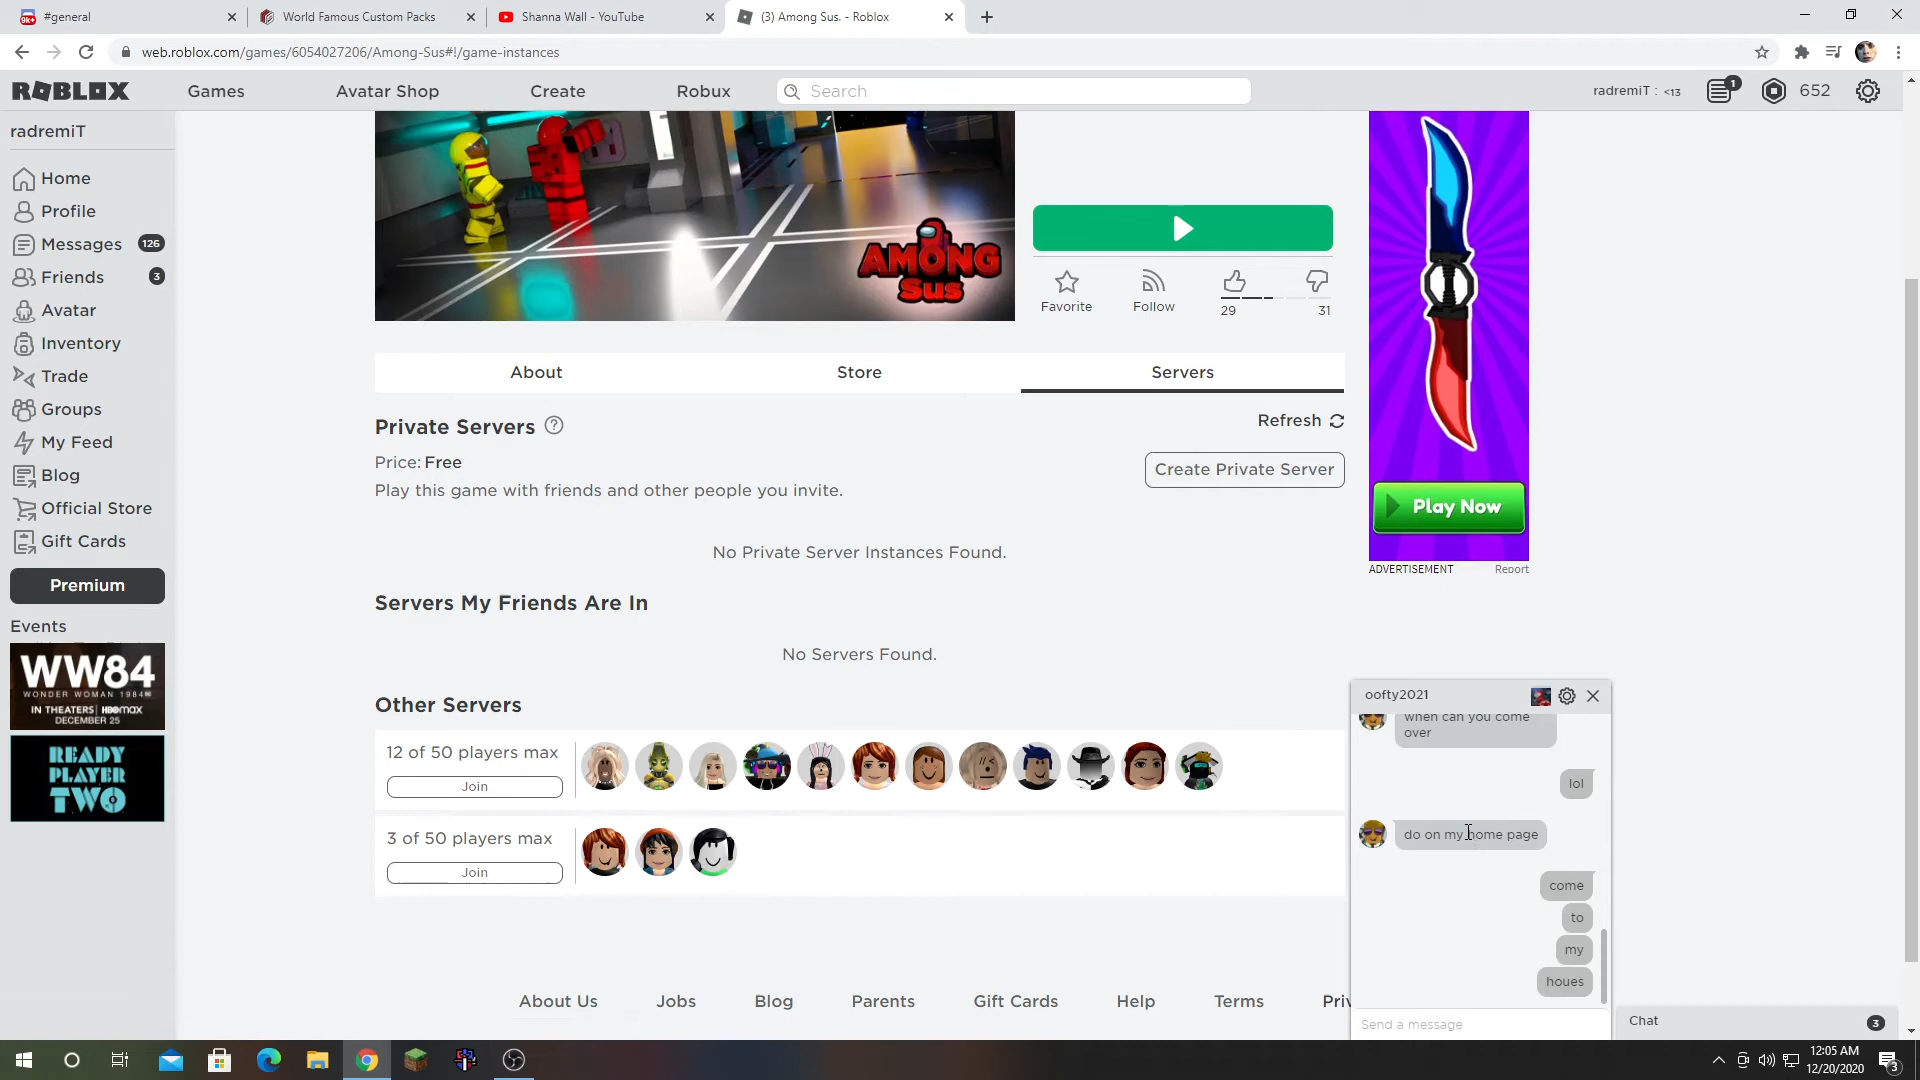 #general
World Famous Custom Packs
Shanna Wall - YouTube
(3) Among Sus. - Roblox
web.roblox.com/games/6054027206/Among-Sus#!/game-instances
ROBLOX
Games
Avatar Shop
Create
Robux
Search
radremiT : <13
1
652
radremiT
Home
Profile
Messages 126
Friends 3
Avatar
Inventory
Trade
Groups
My Feed
Blog
Official Store
Gift Cards
Premium
Events
WW84
WONDER WOMAN 1984
IN THEATERS | HBOmax
DECEMBER 25
READY
PLAYER
TWO
AMONG
SUS
Favorite
Follow
29
31
About
Store
Servers
Private Servers
Refresh
Price: Free
Create Private Server
Play this game with friends and other people you invite.
No Private Server Instances Found.
Servers My Friends Are In
No Servers Found.
Other Servers
12 of 50 players max
Join
3 of 50 players max
Join
Play Now
ADVERTISEMENT
Report
oofty2021
when can you come
over
lol
do on my home page
come
to
my
houes
Send a message
About Us
Jobs
Blog
Parents
Gift Cards
Help
Terms
Pri
Chat
3
12:05 AM
12/20/2020
3